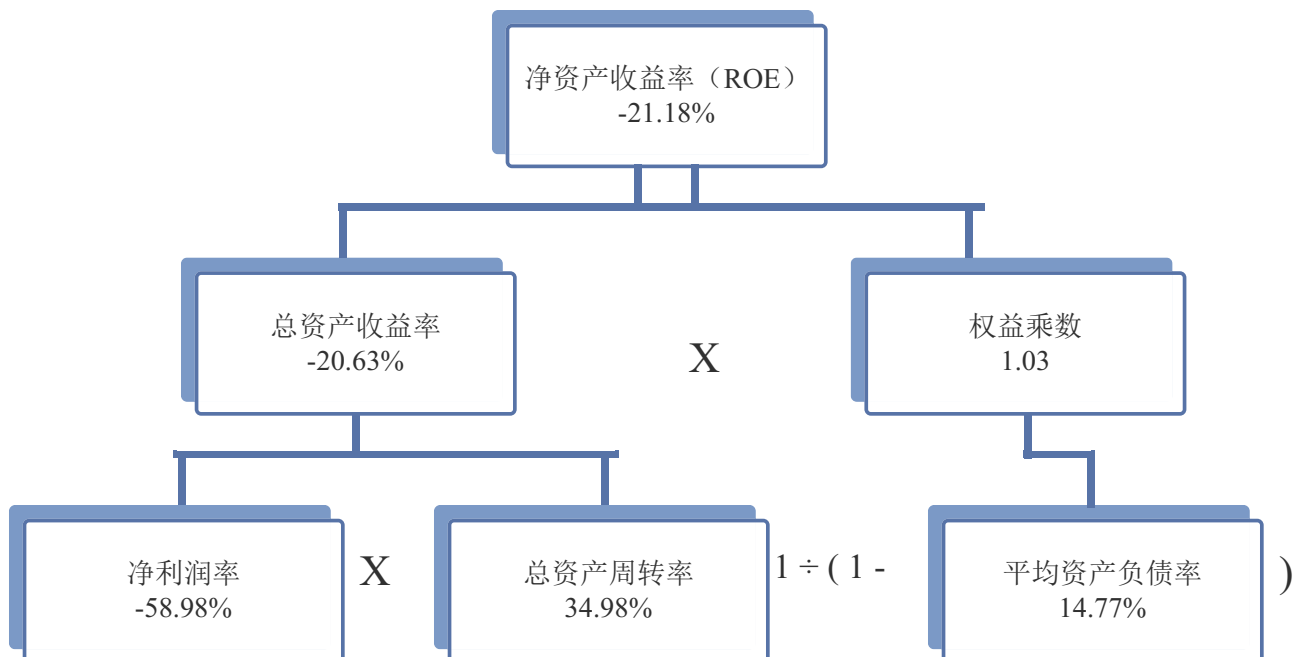 净资产收益率（ROE）
-21.18%
总资产收益率
-20.63%
X
权益乘数
1.03
净利润率
-58.98%
X
总资产周转率
34.98%
1 ÷ ( 1 -
平均资产负债率
14.77%
)